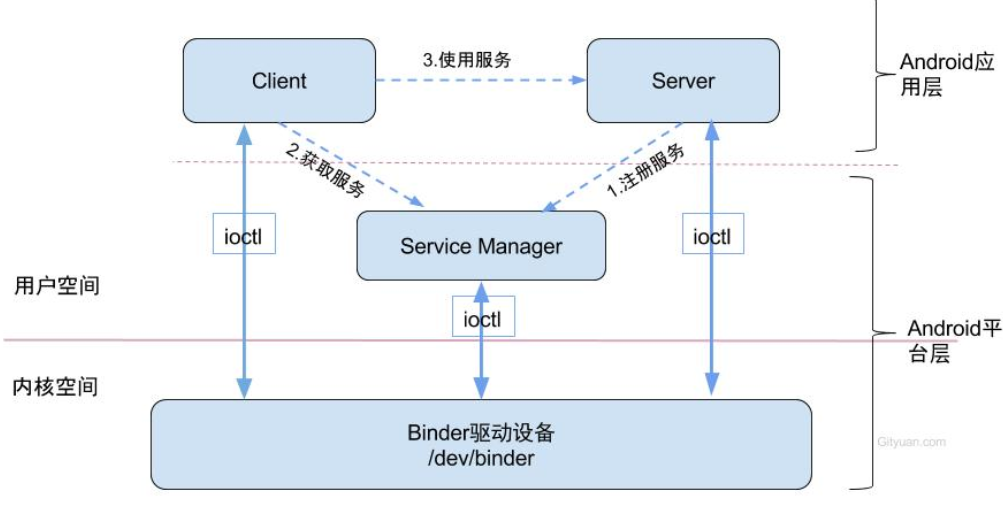 3.使用服务
Client
Server
Android应
用层
2.获取服务
1.注册服务
ioctl
Service Manager
ioctl
用户空间
ioctl
Android平
台层
内核空间
Binder驱动设备
/dev/binder
Gityuan.com